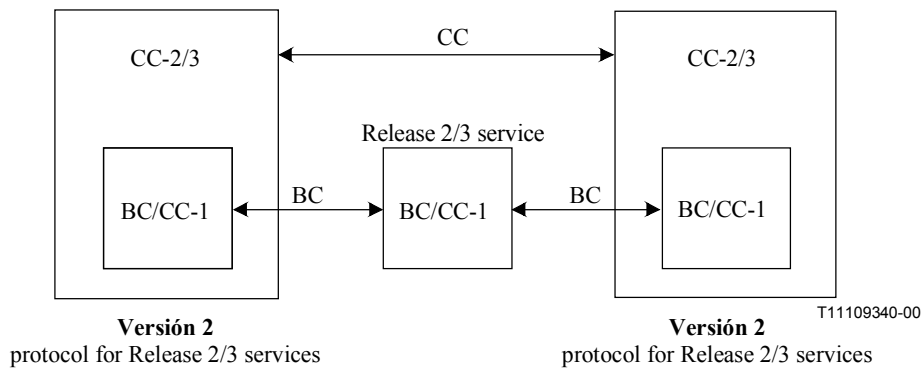 CC
CC-2/3
CC-2/3
Release 2/3 service
BC/CC-1
BC
BC/CC-1
BC
BC/CC-1
T11109340-00
Versión 2
protocol for Release 2/3 services
Versión 2
protocol for Release 2/3 services